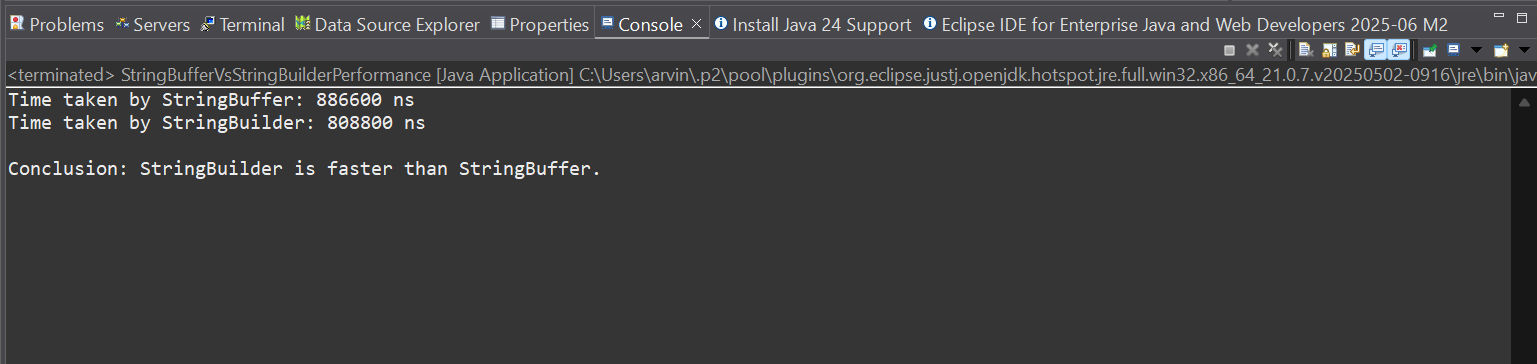 Problems Servers Terminal Data Source Explorer Properties Console Install Java 24 Support Eclipse IDE for Enterprise Java and Web Developers 2025-06 M2
<terminated> StringBufferVsStringBuilderPerformance [Java Application] C:\Users\arvin\.p2\pool\plugins\org.eclipse.justj.openjdk.hotspot.jre.full.win32.x86_64_21.0.7.v20250502-0916\jre\bin\jav
Time taken by StringBuffer: 886600 ns
Time taken by StringBuilder: 808800 ns
Conclusion: StringBuilder is faster than StringBuffer.